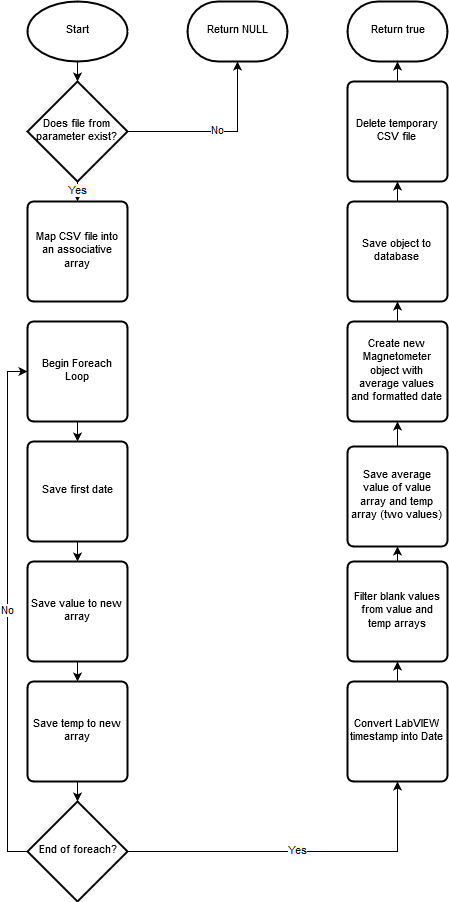 Start
Return NULL
Return true
Does file from
parameter exist?
No
Delete temporary
CSV file
Yes
Map CSV file into
an associative
array
Save object to
database
Begin Foreach
Loop
Create new
Magnetometer
object with
average values
and formatted date
Save first date
Save average
value of value
array and temp
array (two values)
Save value to new
array
No
Filter blank values
from value and
temp arrays
Save temp to new
array
Convert LabVIEW
timestamp into Date
End of foreach?
Yes